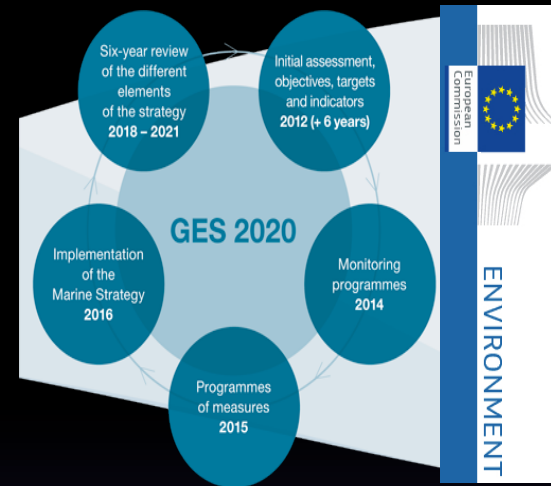 Six-year review
of the different
elements
of the strategy
2018 – 2021
Initial assessment,
objectives, targets
and indicators
2012 (+ 6 years)
GES 2020
Implementation
of the
Marine Strategy
2016
Monitoring
programmes
2014
Programmes
of measures
2015
European
Commission
ENVIRONMENT